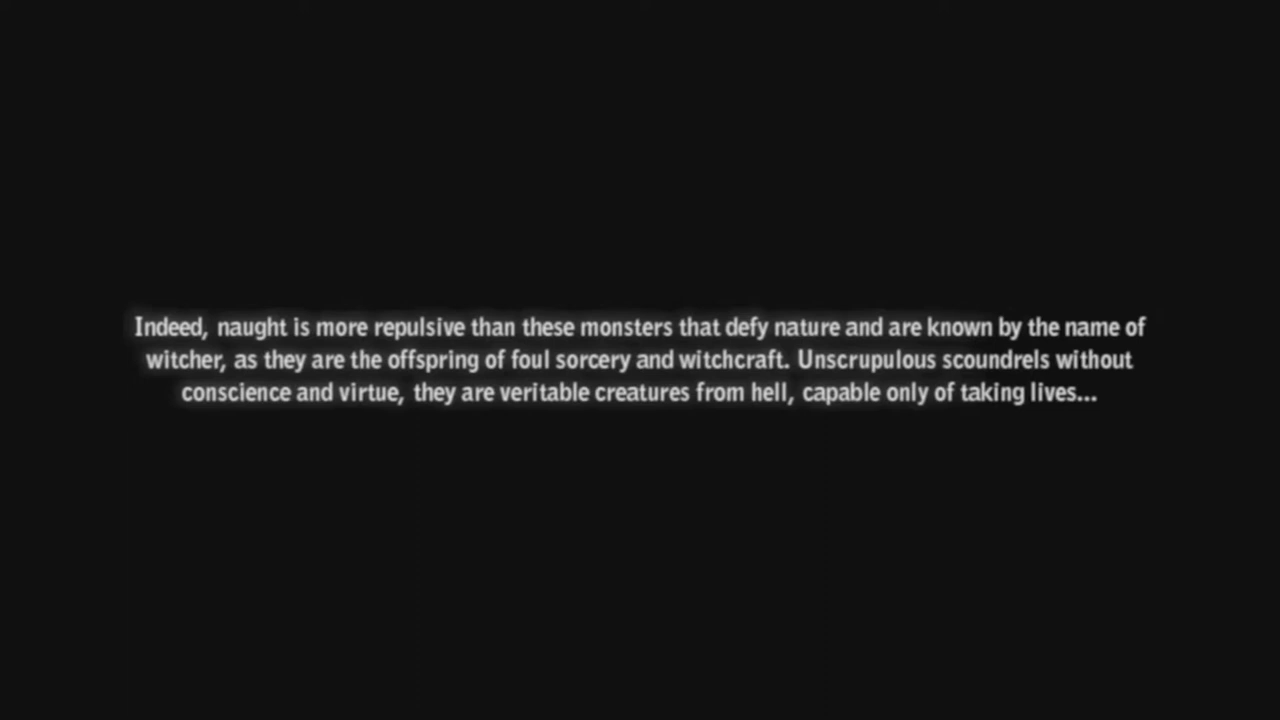 Indeed, naught is more repulsive than these monsters that defy nature and are known by the name of
witcher, as they are the offspring of foul sorcery and witchcraft. Unscrupulous scoundrels without
conscience and virtue, they are veritable creatures from hell, capable only of taking lives...